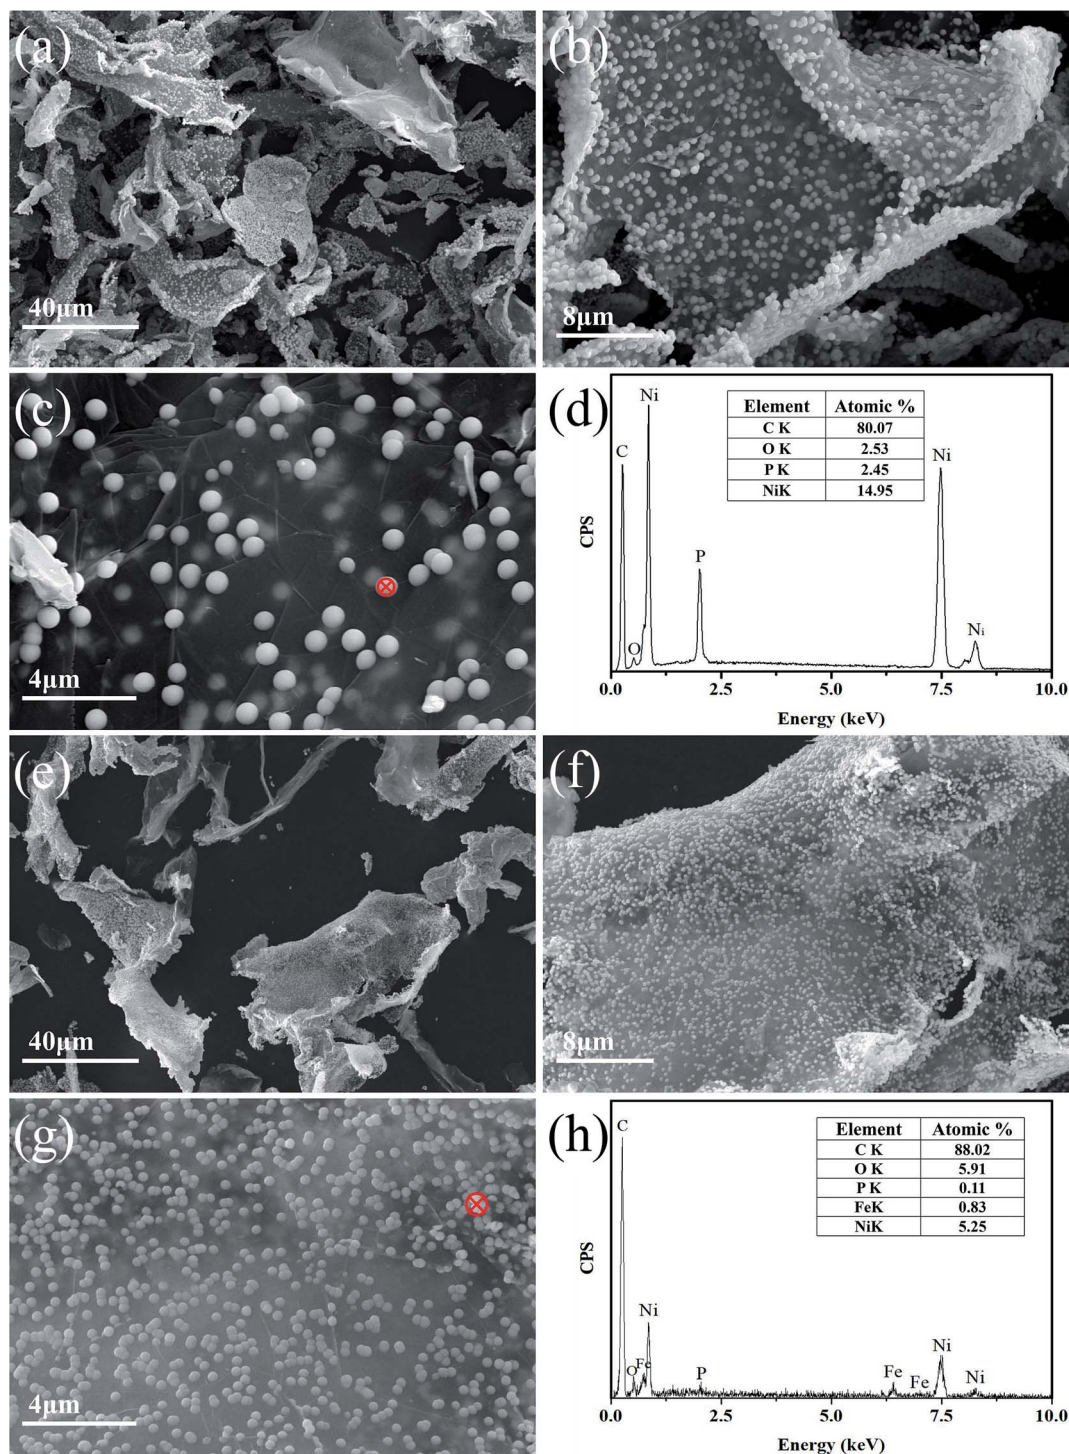 (a)
40μm
(b)
8μm
(c)
4μm
(d)
Element Atomic %
C K 80.07
O K 2.53
P K 2.45
NiK 14.95
C
O
Ni
P
Ni
Ni
CPS
0.0 2.5 5.0 7.5 10.0
Energy (keV)
(e)
40μm
(f)
8μm
(g)
4μm
(h)
Element Atomic %
C K 88.02
O K 5.91
P K 0.11
FeK 0.83
NiK 5.25
C
O
Fe
Ni
P
Fe
Fe
Ni
Ni
CPS
0.0 2.5 5.0 7.5 10.0
Energy (keV)